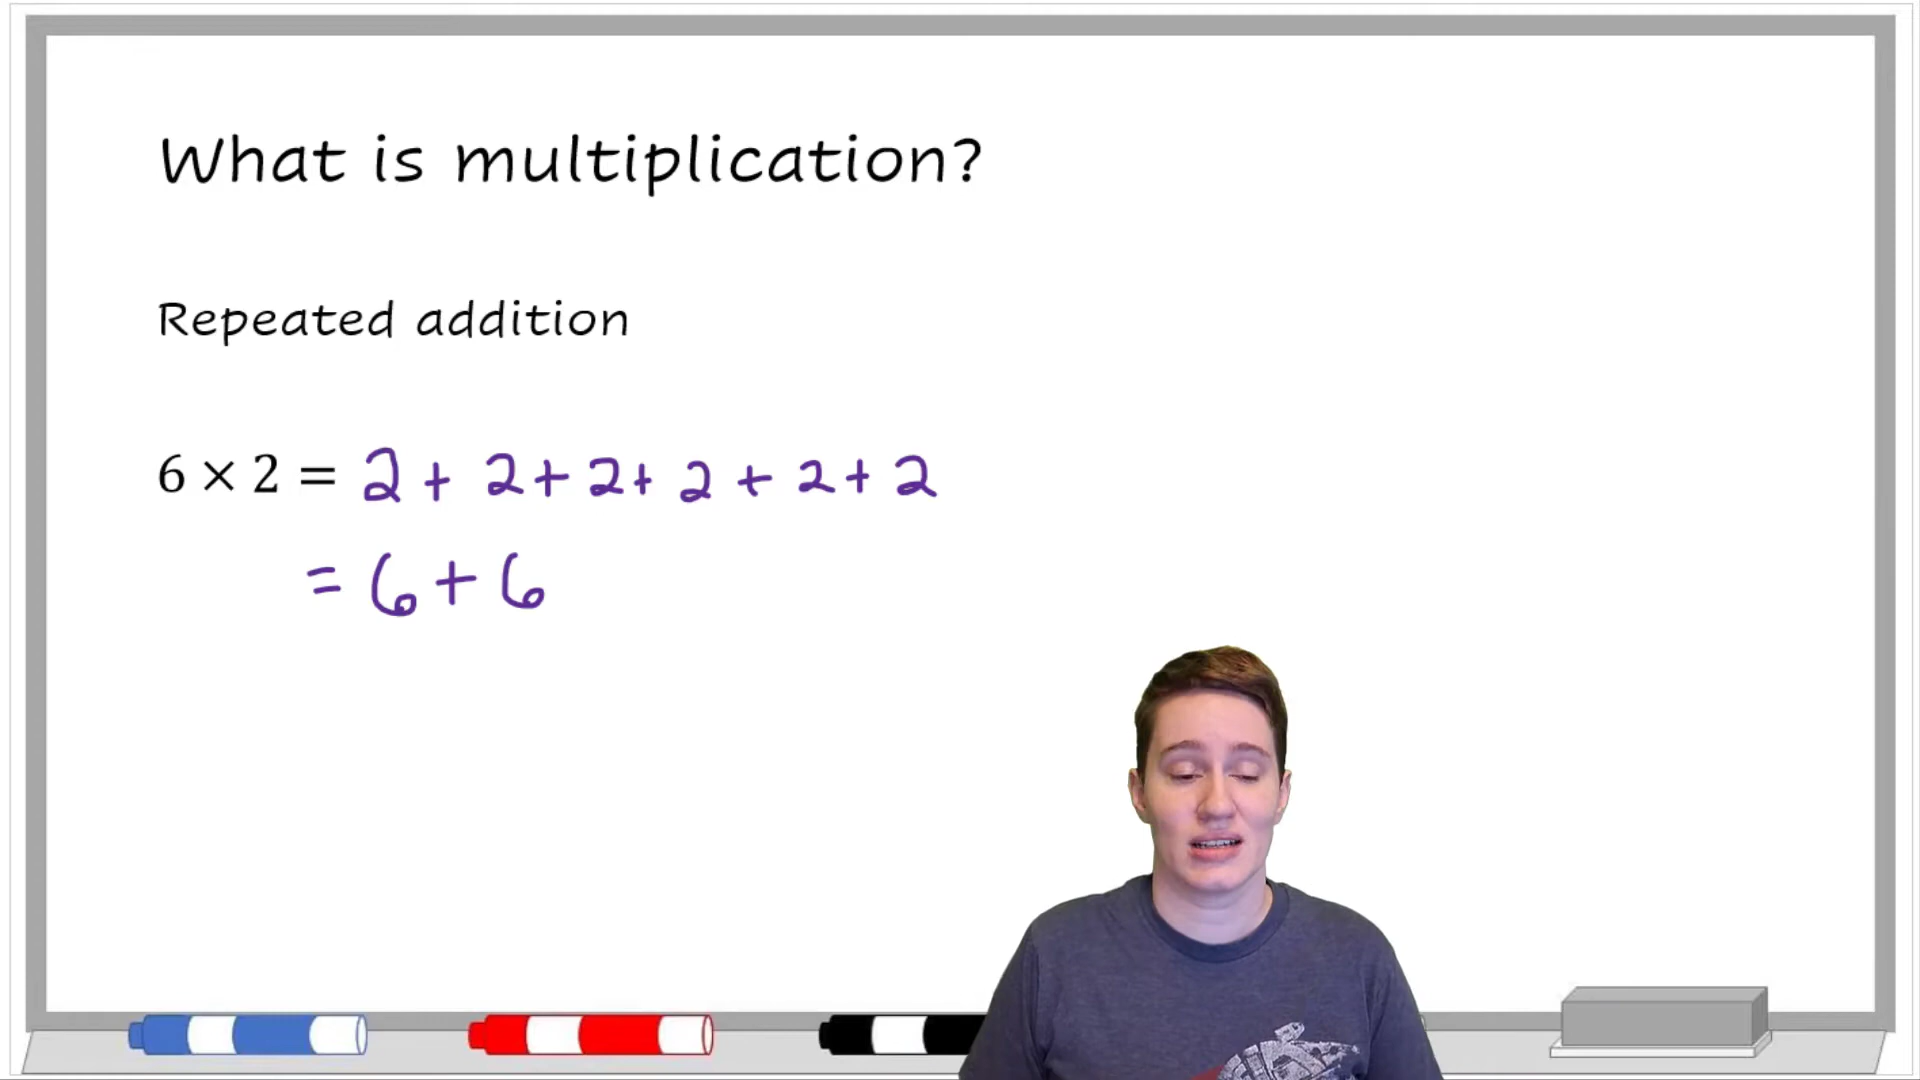 What is multiplication?
Repeated addition
6 × 2 = 2 + 2 + 2 + 2 + 2 + 2
= 6 + 6